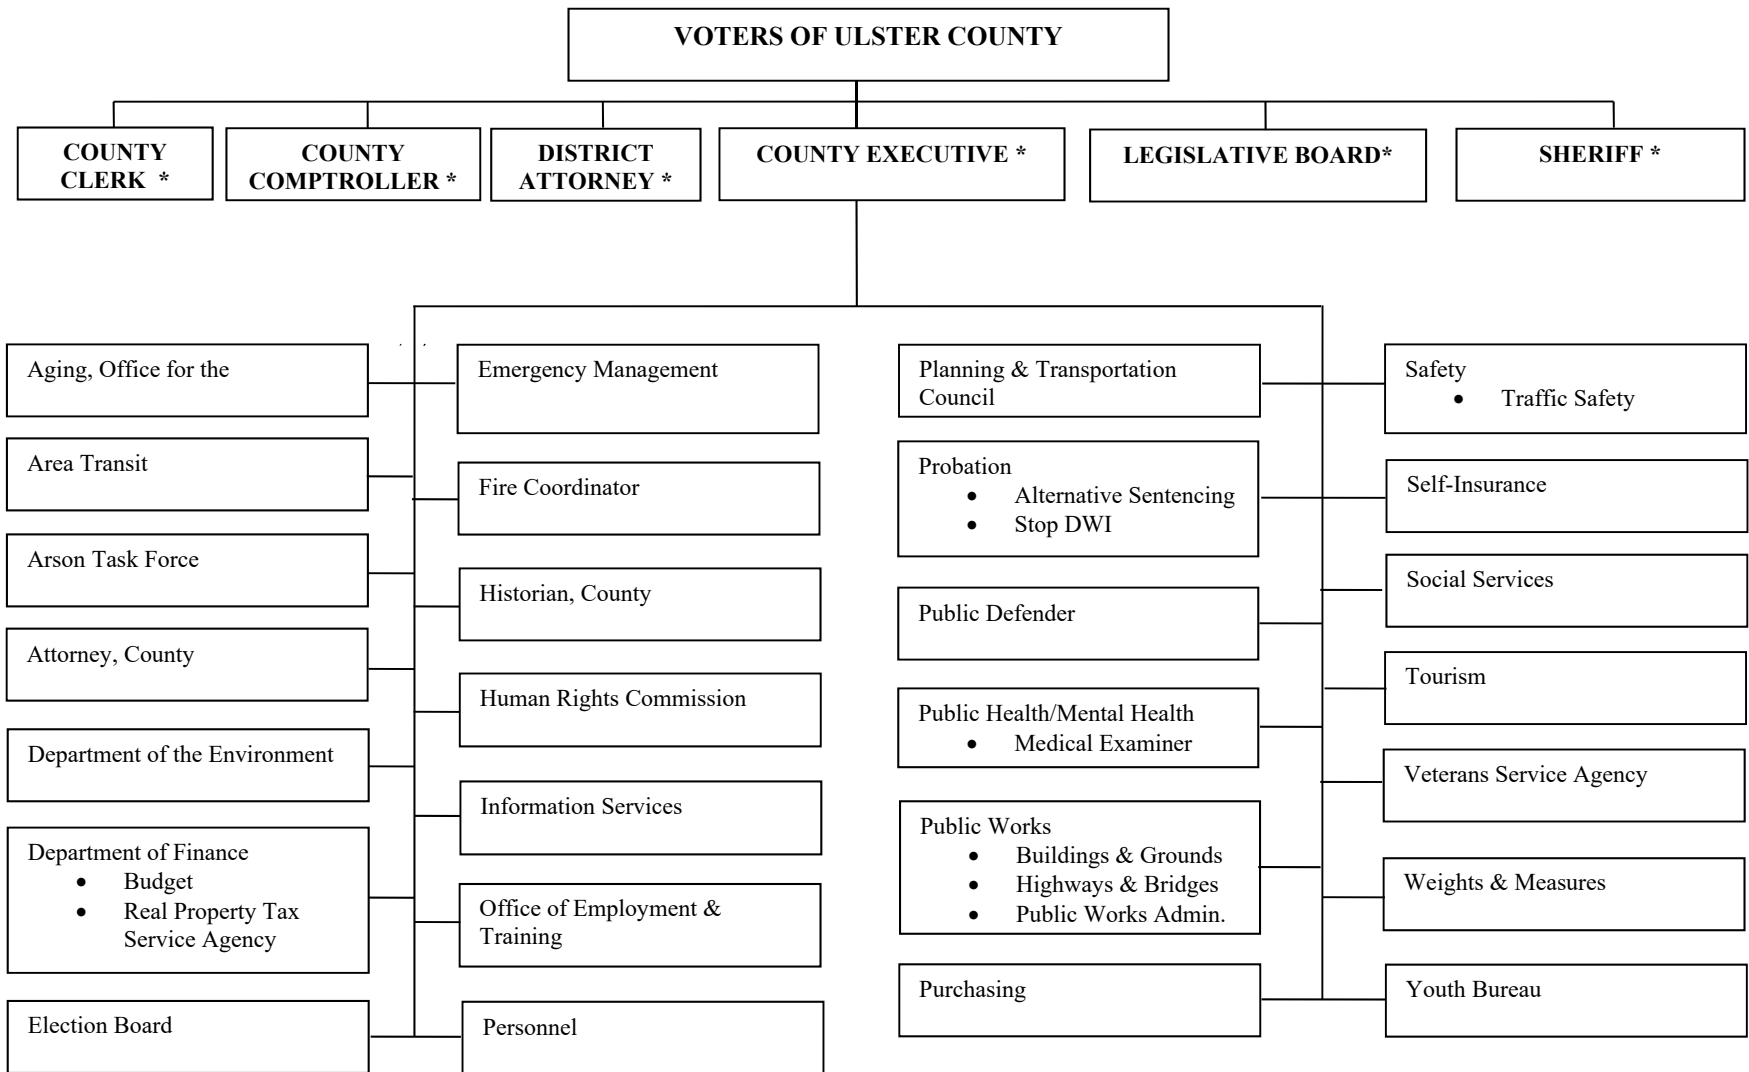 VOTERS OF ULSTER COUNTY
COUNTY
CLERK *
COUNTY
COMPTROLLER *
DISTRICT
ATTORNEY *
COUNTY EXECUTIVE *
LEGISLATIVE BOARD*
SHERIFF *
Aging, Office for the
Area Transit
Arson Task Force
Attorney, County
Department of the Environment
Department of Finance
• Budget
• Real Property Tax
Service Agency
Election Board
Emergency Management
Fire Coordinator
Historian, County
Human Rights Commission
Information Services
Office of Employment &
Training
Personnel
Planning & Transportation
Council
Probation
• Alternative Sentencing
• Stop DWI
Public Defender
Public Health/Mental Health
• Medical Examiner
Public Works
• Buildings & Grounds
• Highways & Bridges
• Public Works Admin.
Purchasing
Safety
• Traffic Safety
Self-Insurance
Social Services
Tourism
Veterans Service Agency
Weights & Measures
Youth Bureau